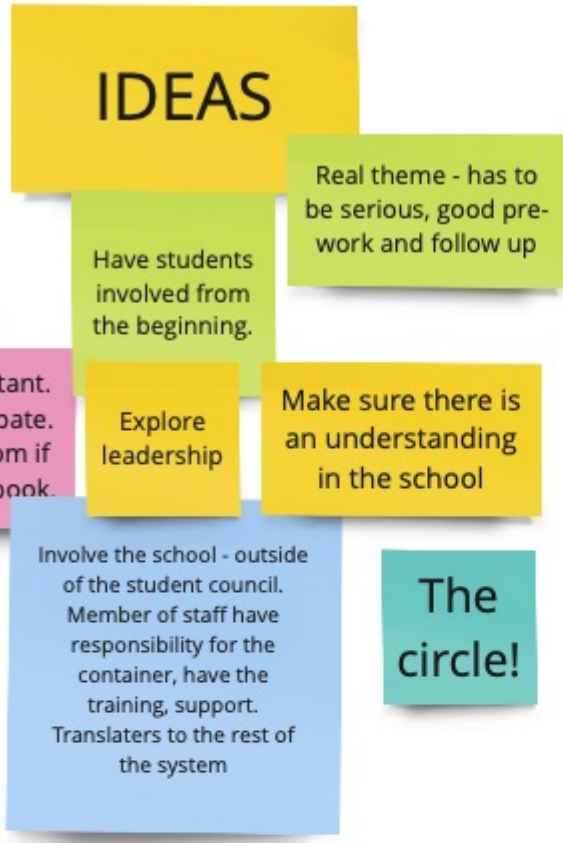 IDEAS
Real theme - has to
be serious, good pre-
work and follow up
Have students
involved from
the beginning.
tant.
pate.
om if
book.
Explore
leadership
Make sure there is
an understanding
in the school
Involve the school - outside
of the student council.
Member of staff have
responsibility for the
container, have the
training, support.
Translaters to the rest of
the system
The
circle!